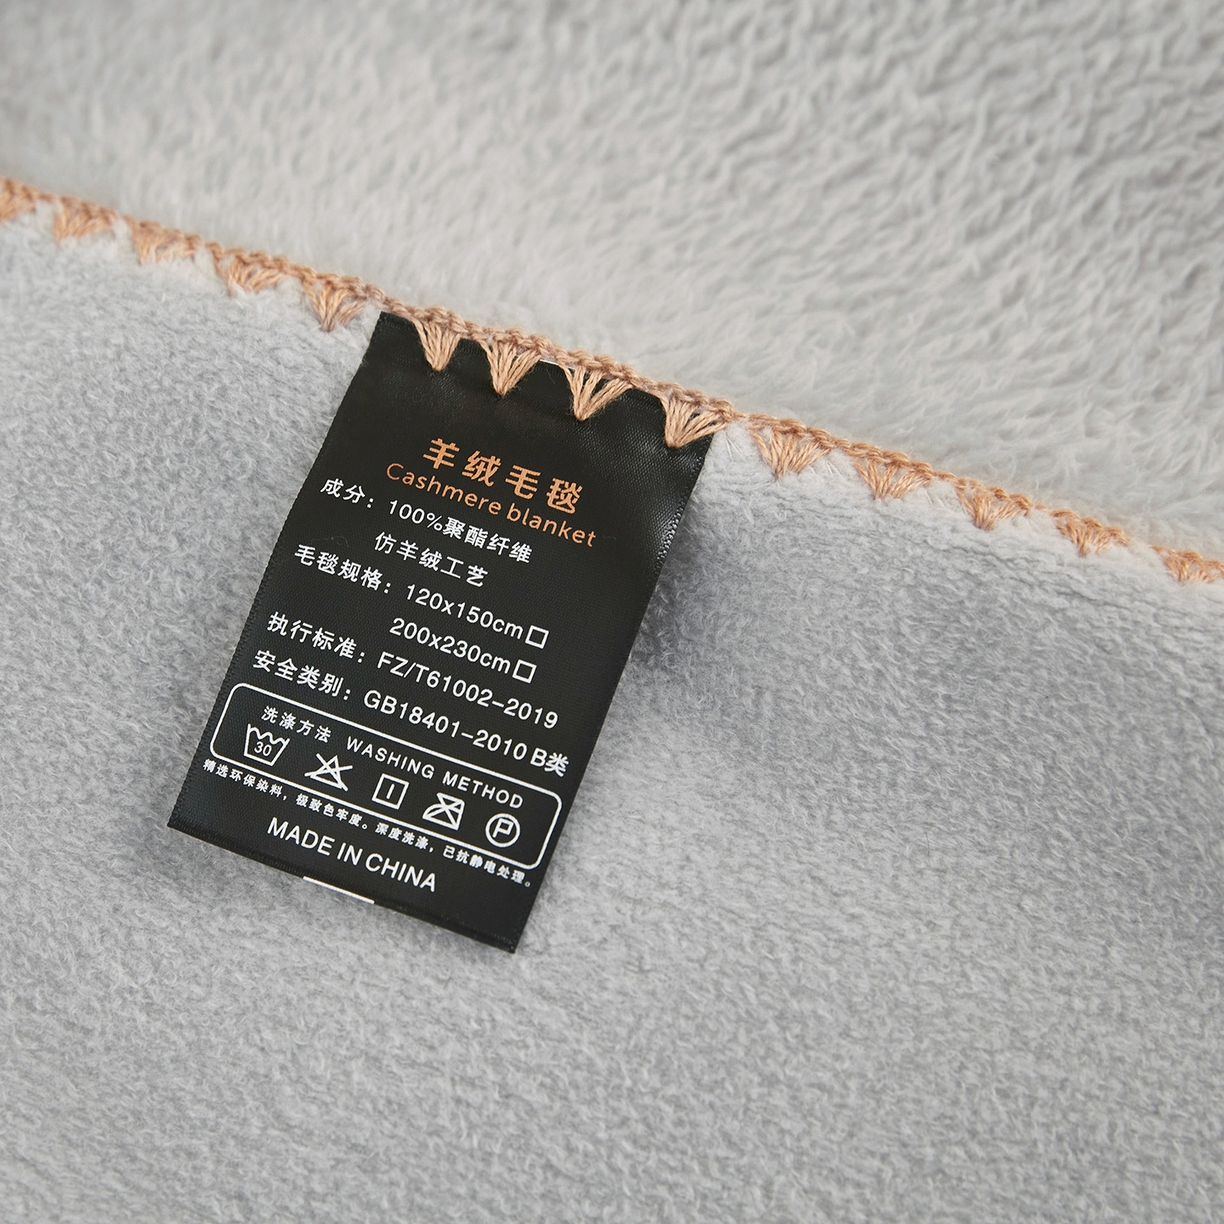 羊绒毛毯
Cashmere blanket
成分：100%聚酯纤维
仿羊绒工艺
毛毯规格：120x150cm□
200x230cm□
执行标准：FZ/T61002-2019
安全类别：GB18401-2010 B类
洗涤方法 WASHING METHOD
30
P
精选环保染料，极致色牢度。深度洗涤，已抗静电处理。
MADE IN CHINA